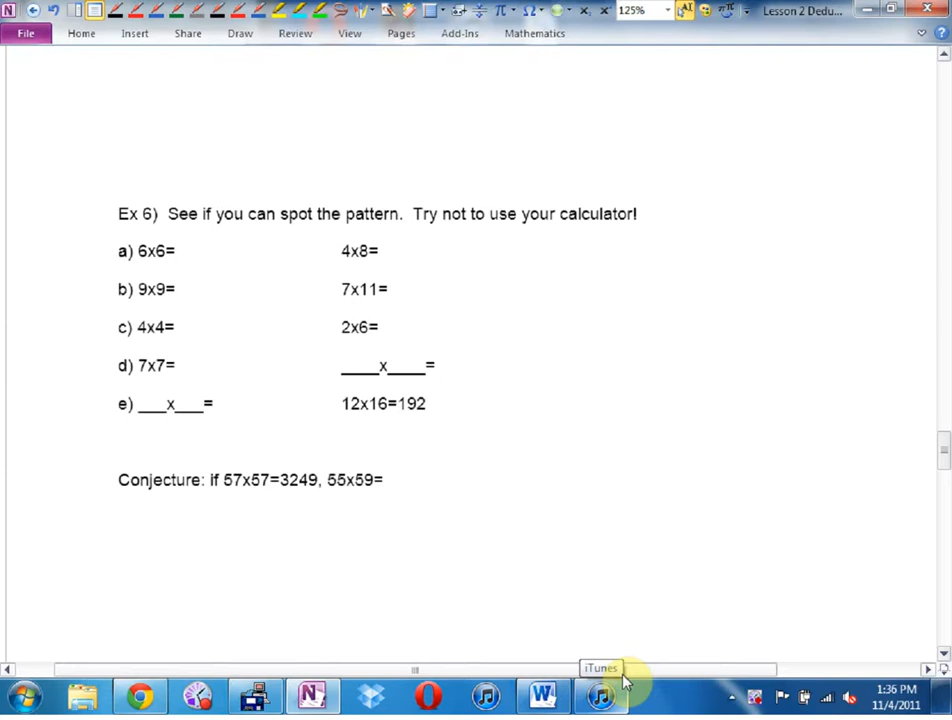 125% Lesson 2 Dedu...
File Home Insert Share Draw Review View Pages Add-Ins Mathematics
Ex 6) See if you can spot the pattern. Try not to use your calculator!
a) 6x6= 4x8=
b) 9x9= 7x11=
c) 4x4= 2x6=
d) 7x7= ____x____=
e) ___x___= 12x16=192
Conjecture: if 57x57=3249, 55x59=
iTunes
1:36 PM
11/4/2011